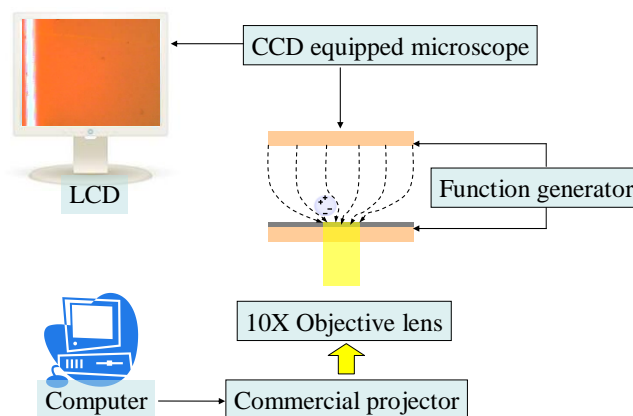 CCD equipped microscope
LCD
Function generator
10X Objective lens
Computer
Commercial projector